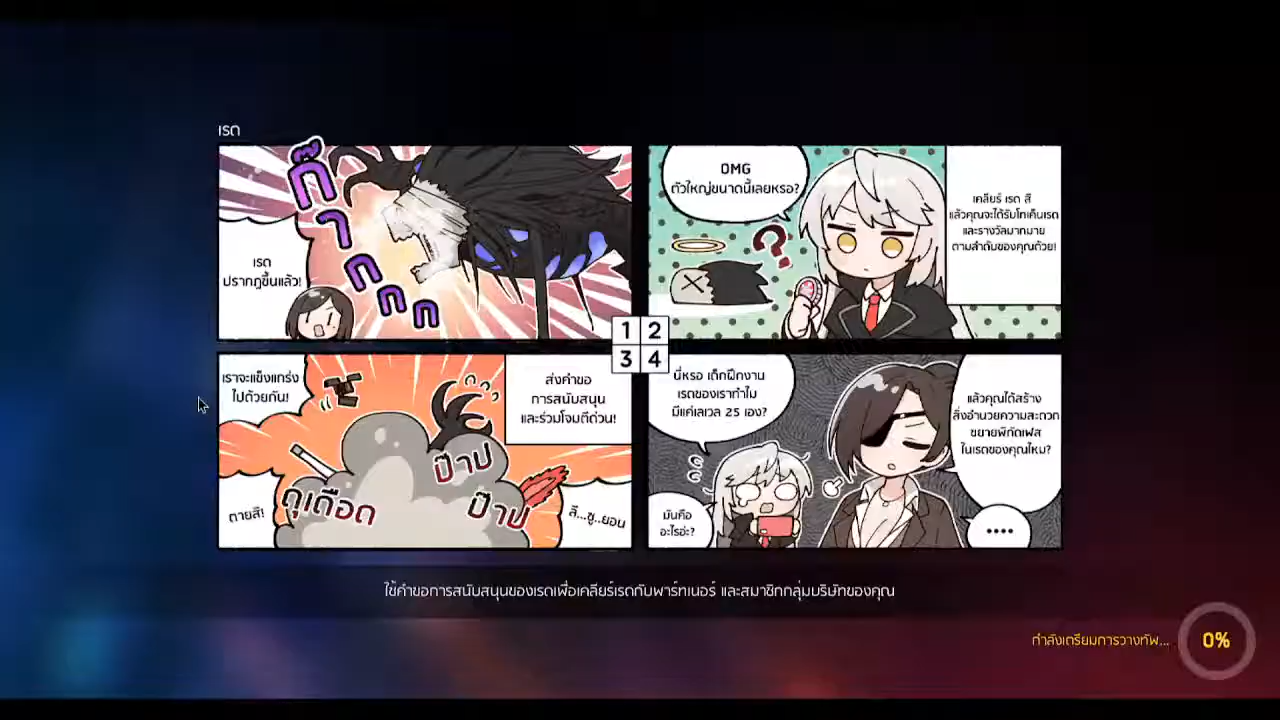 เรด
ก๊
า
ก
ก
ก
เรด
ปรากฏขึ้นแล้ว!
OMG
ตัวใหญ่ขนาดนี้เลยหรอ?
?
เคลียร์ เรด สิ
แล้วคุณจะได้รับโทเค็นเรด
และรางวัลมากมาย
ตามลำดับของคุณด้วย!
1 2
3 4
เราจะแข็งแกร่ง
ไปด้วยกัน!
ส่งคำขอ
การสนับสนุน
และร่วมโจมตีด่วน!
ป๊าป
ดุเดือด
ป๊าป
ตายสิ!
ลี...ซู..ยอน
นี่หรอ เด็กฝึกงาน
เรดของเราทำไม
มีแค่เลเวล 25 เอง?
แล้วคุณได้สร้าง
สิ่งอำนวยความสะดวก
ขยายพิกัดเฟส
ในเรดของคุณไหม?
มันคือ
อะไรอ่ะ?
....
ใช้คำขอการสนับสนุนของเรดเพื่อเคลียร์เรดกับพาร์ทเนอร์ และสมาชิกกลุ่มบริษัทของคุณ
กำลังเตรียมการวางทัพ...
0%